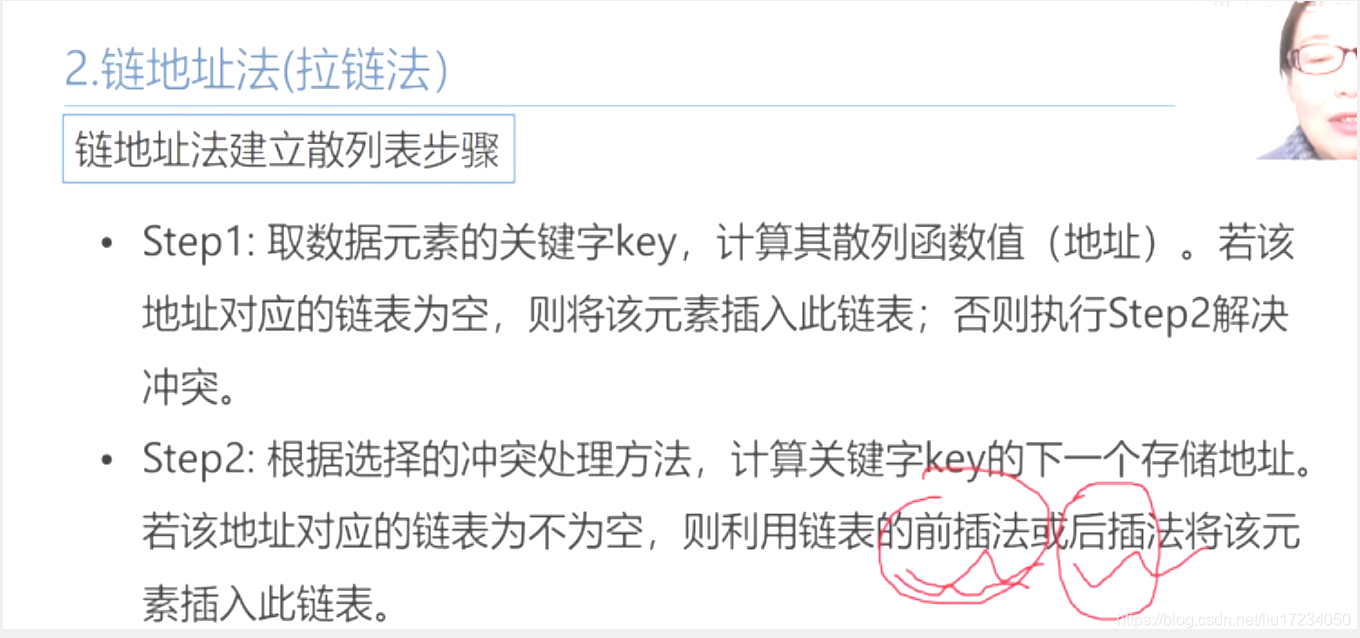 2.链地址法(拉链法)
链地址法建立散列表步骤
• Step1: 取数据元素的关键字key，计算其散列函数值（地址）。若该
地址对应的链表为空，则将该元素插入此链表；否则执行Step2解决
冲突。
• Step2: 根据选择的冲突处理方法，计算关键字key的下一个存储地址。
若该地址对应的链表为不为空，则利用链表的前插法或后插法将该元
素插入此链表。
https://blog.csdn.net/liu17234050